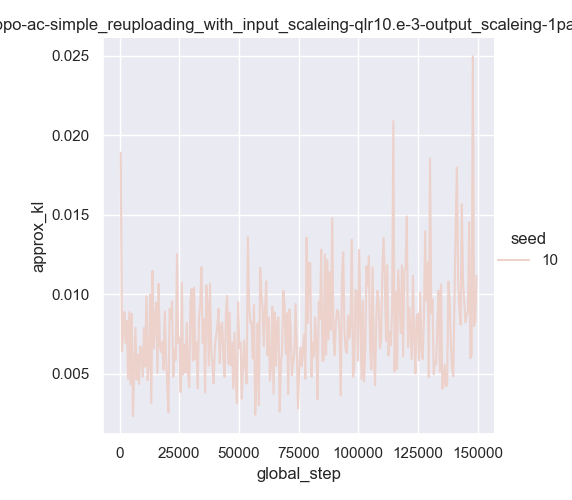 ppo-ac-simple_reuploading_with_input_scaleing-qlr10.e-3-output_scaleing-1pa
0.025
0.020
0.015
0.010
0.005
approx_kl
0 25000 50000 75000 100000 125000 150000
global_step
seed
10